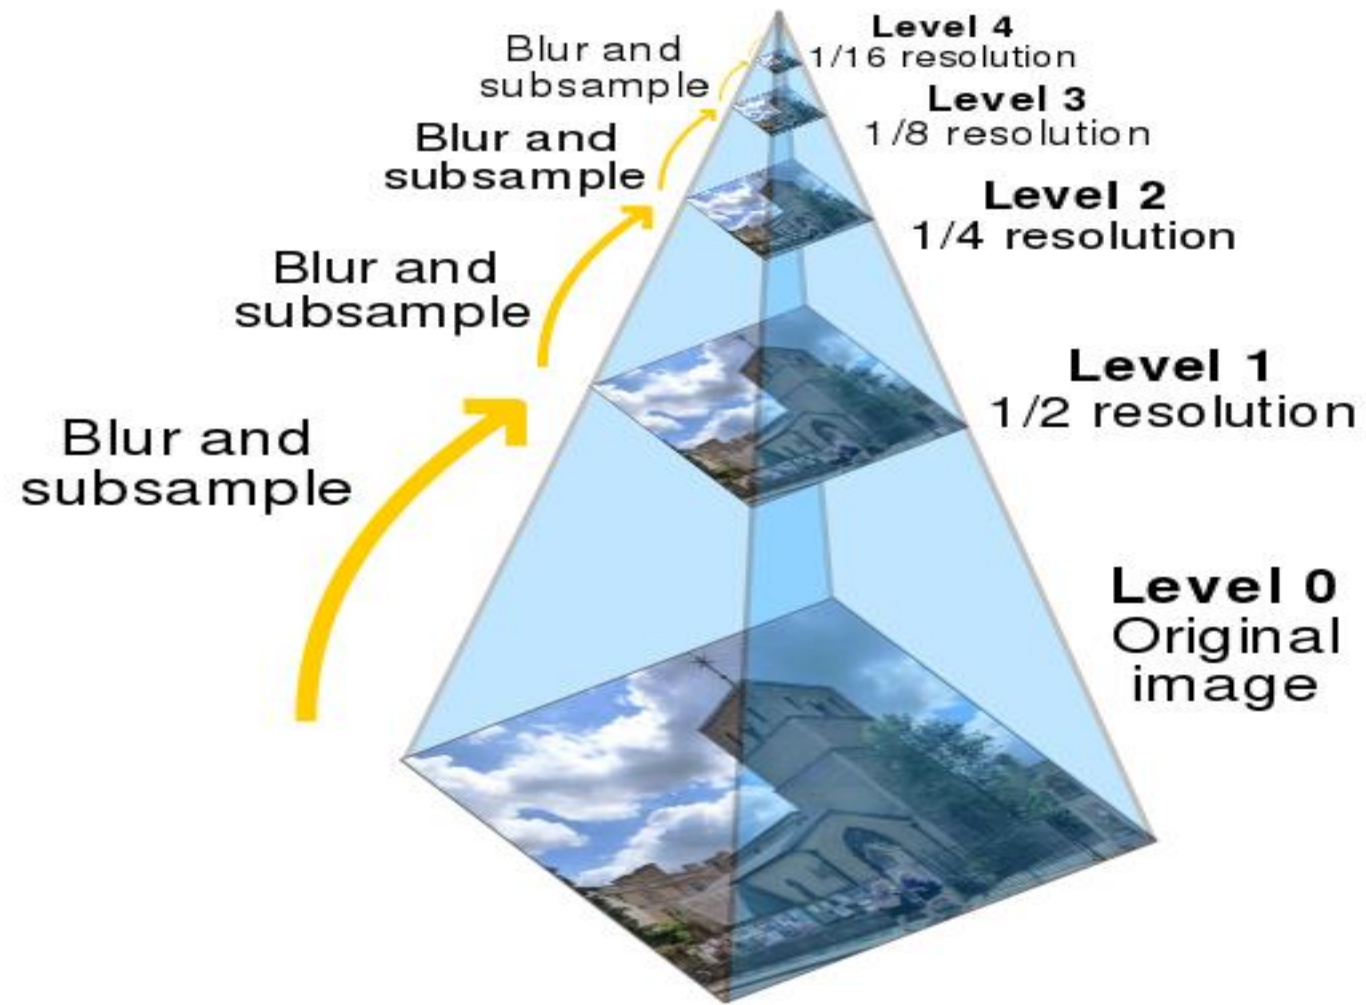 Level 4
1/16 resolution
Blur and
subsample
Level 3
1/8 resolution
Blur and
subsample
Level 2
1/4 resolution
Blur and
subsample
Level 1
1/2 resolution
Blur and
subsample
Level 0
Original
image